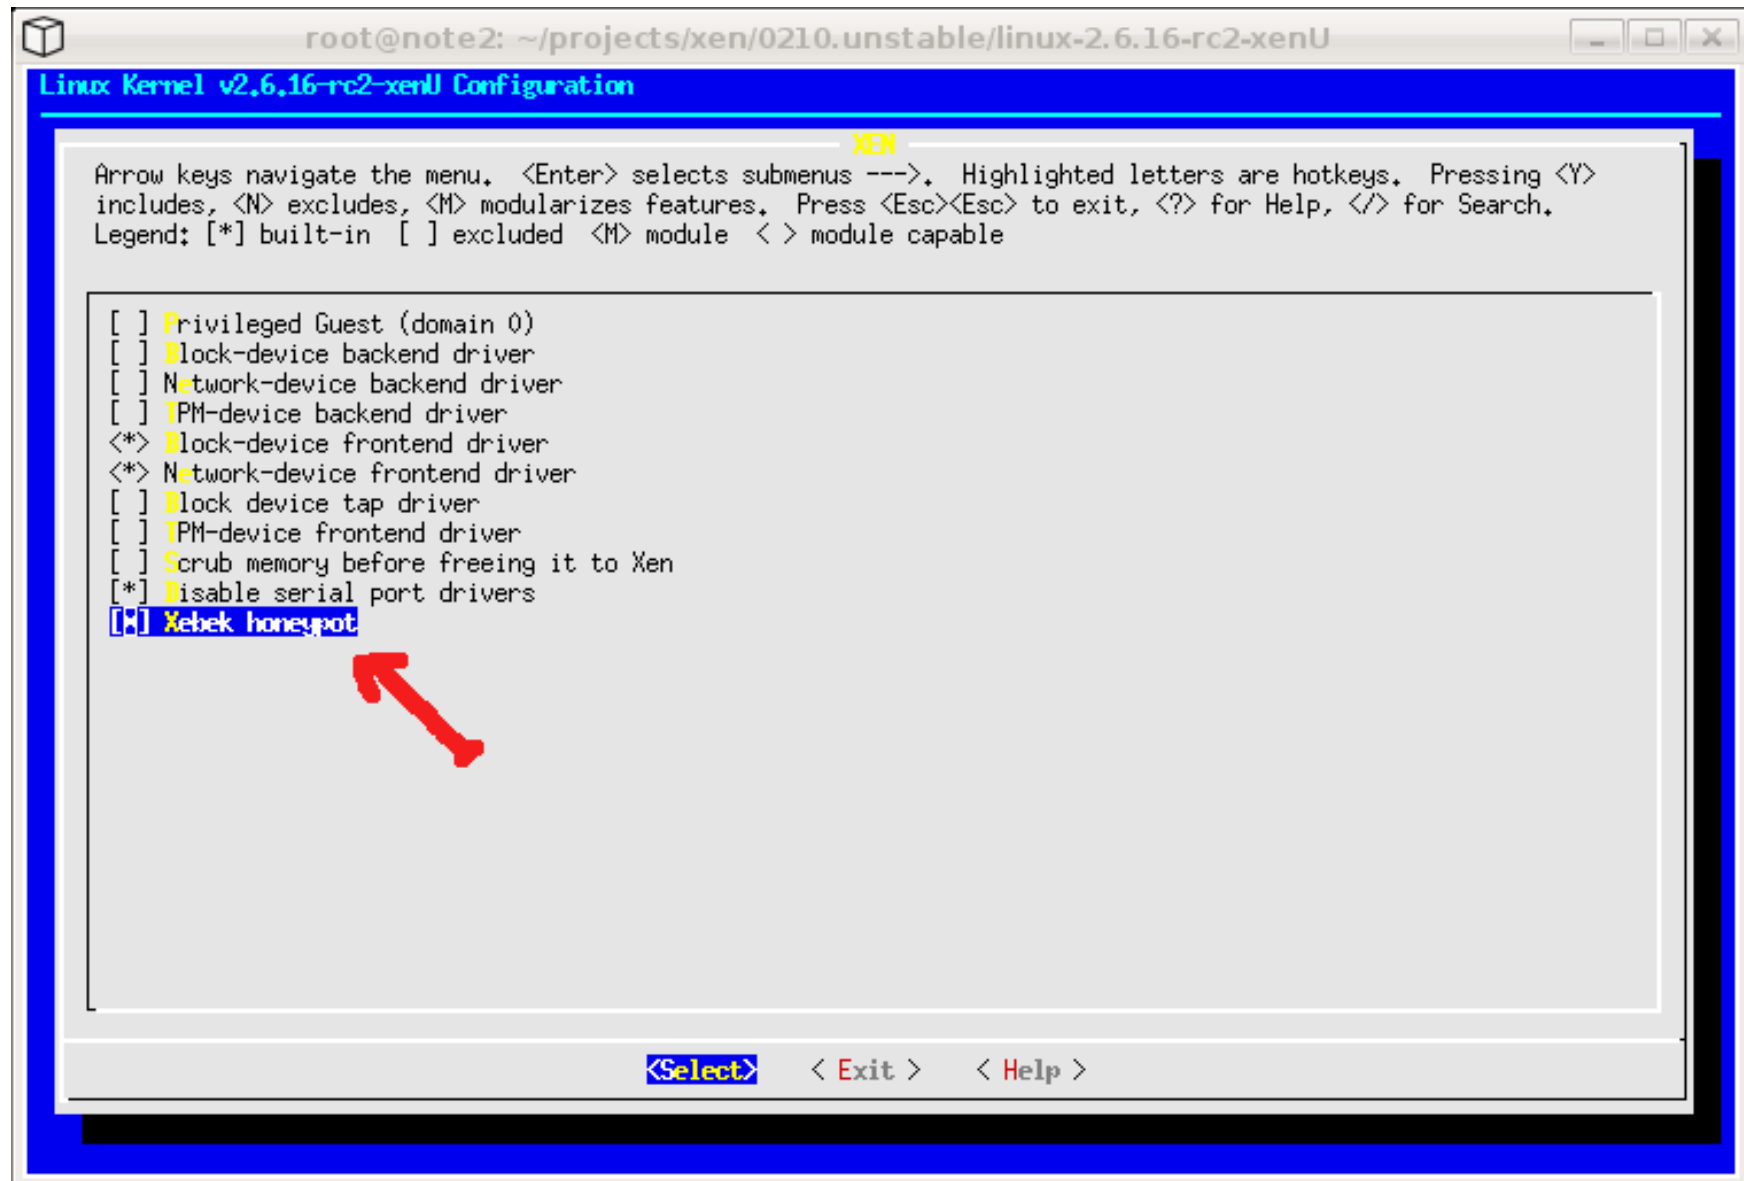 root@note2: ~/projects/xen/0210.unstable/linux-2.6.16-rc2-xenU
Linux Kernel v2.6.16-rc2-xenU Configuration
XEN
Arrow keys navigate the menu.  <Enter> selects submenus --->.  Highlighted letters are hotkeys.  Pressing <Y>
includes, <N> excludes, <M> modularizes features.  Press <Esc><Esc> to exit, <?> for Help, </> for Search.
Legend: [*] built-in  [ ] excluded  <M> module  < > module capable
[ ] Privileged Guest (domain 0)
[ ] Block-device backend driver
[ ] Network-device backend driver
[ ] TPM-device backend driver
<*> Block-device frontend driver
<*> Network-device frontend driver
[ ] Block device tap driver
[ ] TPM-device frontend driver
[ ] Scrub memory before freeing it to Xen
[*] Disable serial port drivers
[*] Xebek honeypot
<Select>    < Exit >    < Help >